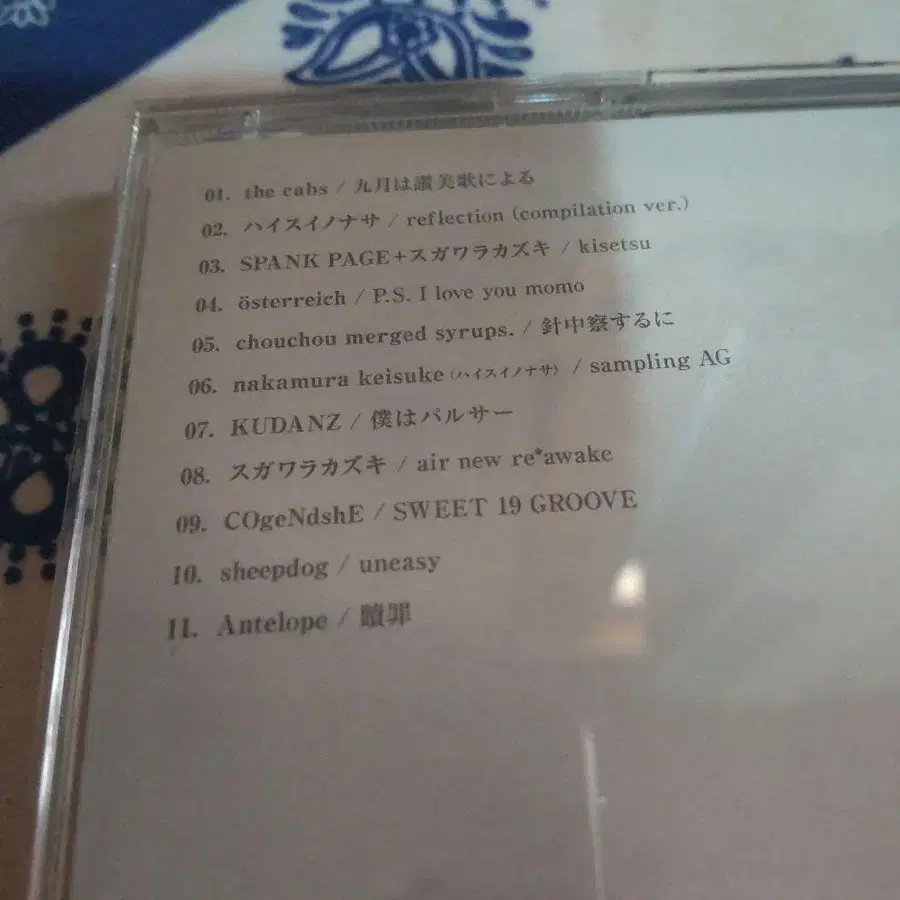 01. the cabs / 九月は讃美歌による
02. ハイスイノナサ / reflection (compilation ver.)
03. SPANK PAGE+スガワラカズキ / kisetsu
04. österreich / P.S. I love you momo
05. chouchou merged syrups. / 針中察するに
06. nakamura keisuke (ハイスイノナサ) / sampling AG
07. KUDANZ / 僕はパルサー
08. スガワラカズキ / air new re*awake
09. COgeNdshE / SWEET 19 GROOVE
10. sheepdog / uneasy
11. Antelope / 贖罪